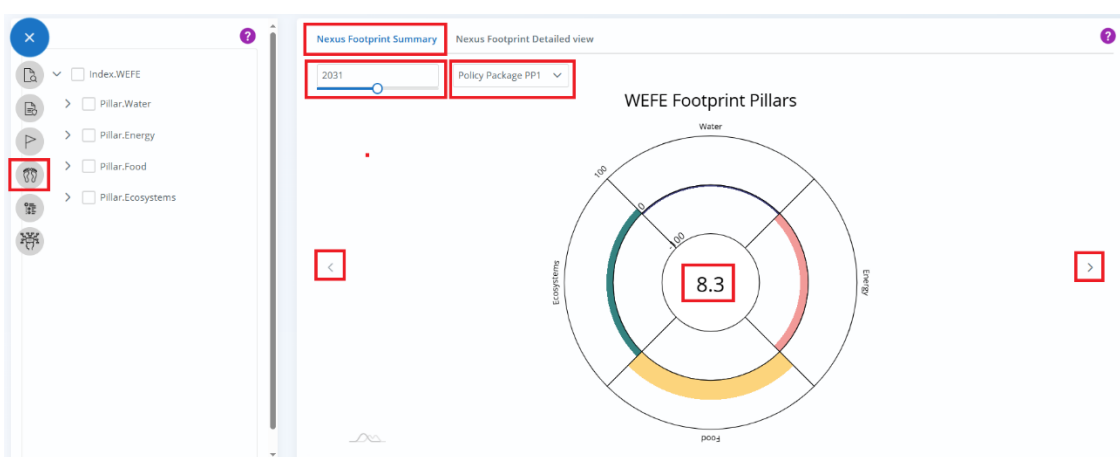 ?
Index.WEFE
Pillar.Water
Pillar.Energy
Pillar.Food
Pillar.Ecosystems
Nexus Footprint Summary
Nexus Footprint Detailed view
?
2031
Policy Package PP1
WEFE Footprint Pillars
Water
100
0
-100
8.3
Ecosystems
Energy
Food